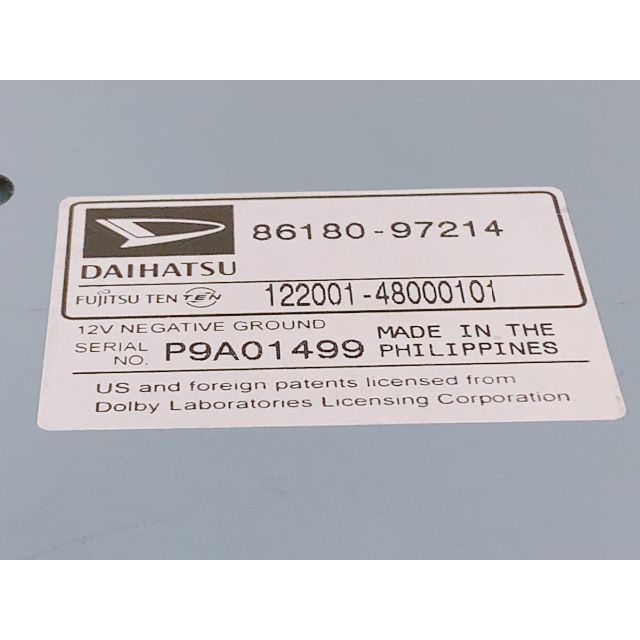 86180-97214
DAIHATSU
FUJITSU TEN TEN 122001-48000101
12V NEGATIVE GROUND
SERIAL NO. P9A01499 MADE IN THE PHILIPPINES
US and foreign patents licensed from
Dolby Laboratories Licensing Corporation